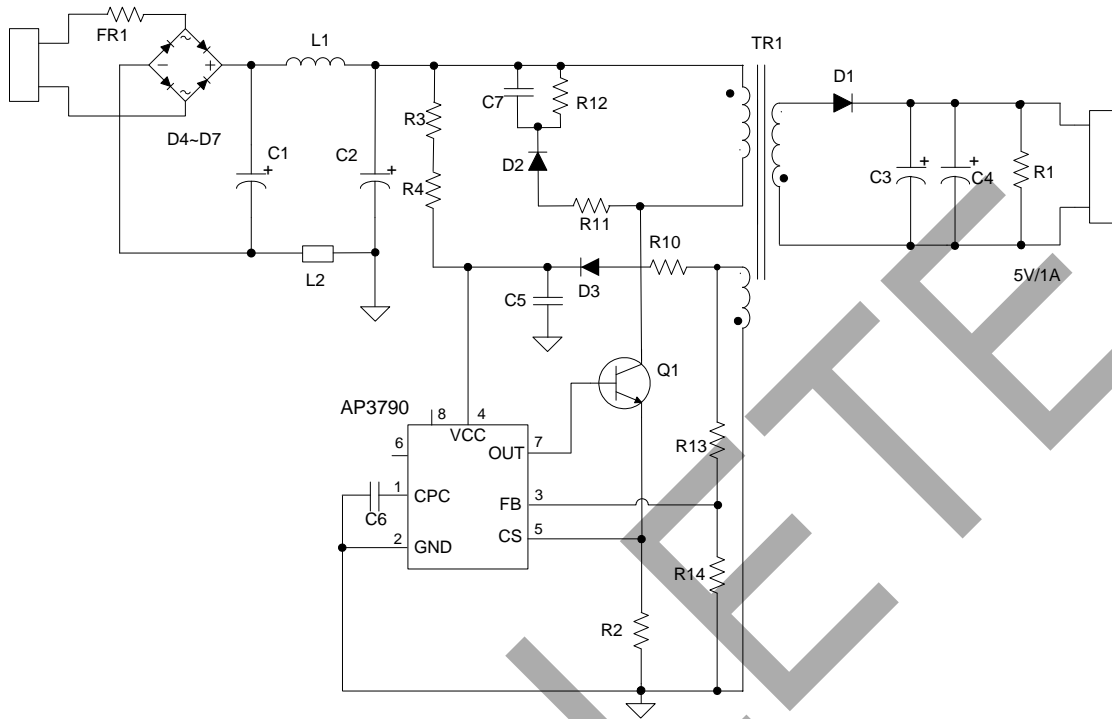 FR1
L1
TR1
~
−
+
~
D4~D7
C1
+
C2
+
R3
R4
C7
R12
D2
R11
D1
C3
+
C4
+
R1
5V/1A
L2
R10
C5
D3
Q1
AP3790
8
4
VCC
6
OUT
7
1
CPC
C6
FB
3
2
GND
CS
5
R13
R14
R2
LETE